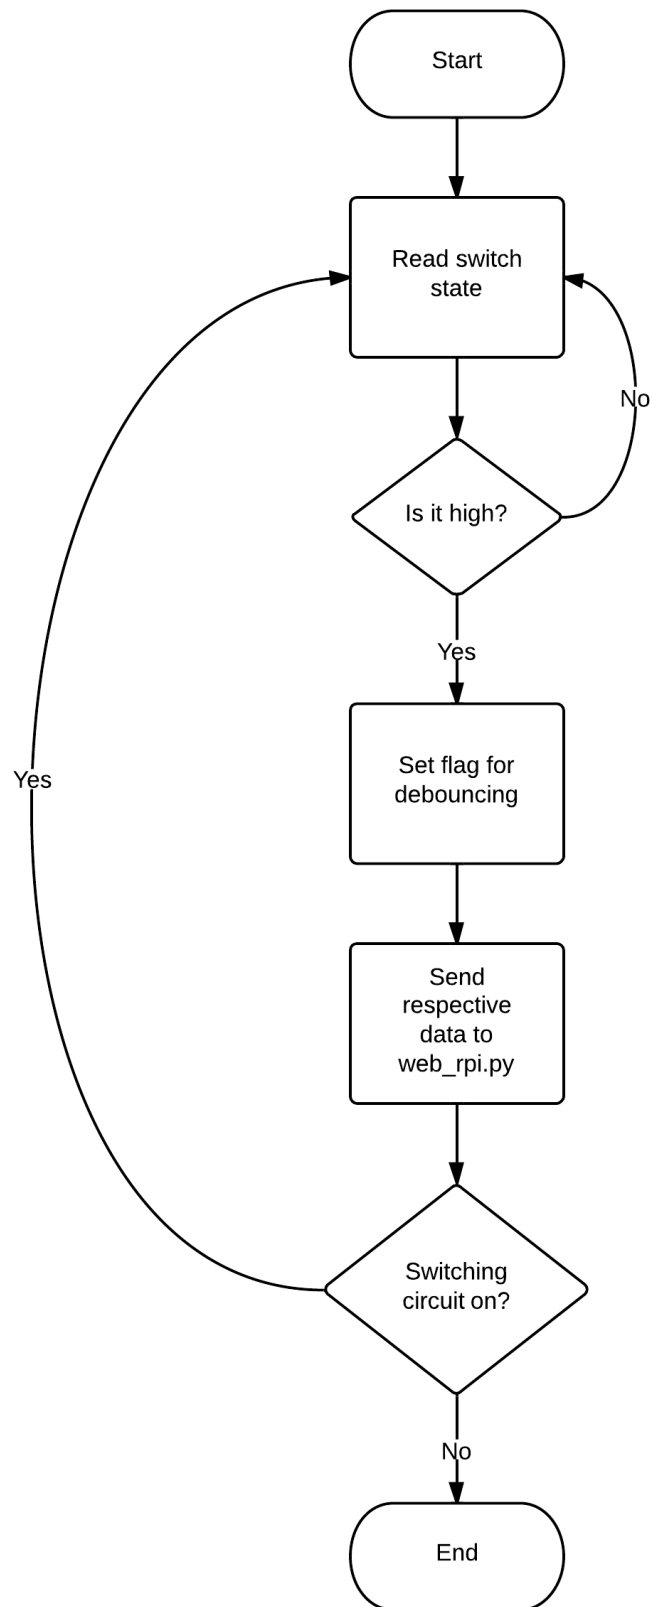 Start
Read switch
state
No
Is it high?
Yes
Set flag for
debouncing
Yes
Send
respective
data to
web_rpi.py
Switching
circuit on?
No
End